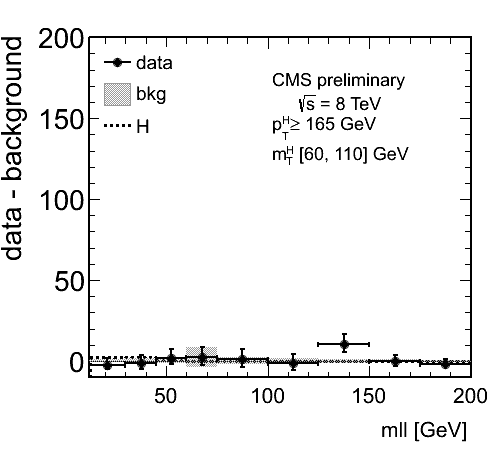 200
150
100
50
0
data - background
data
bkg
H
CMS preliminary
√s = 8 TeV
p_T^H ≥ 165 GeV
m_T^H [60, 110] GeV
50 100 150 200
mll [GeV]